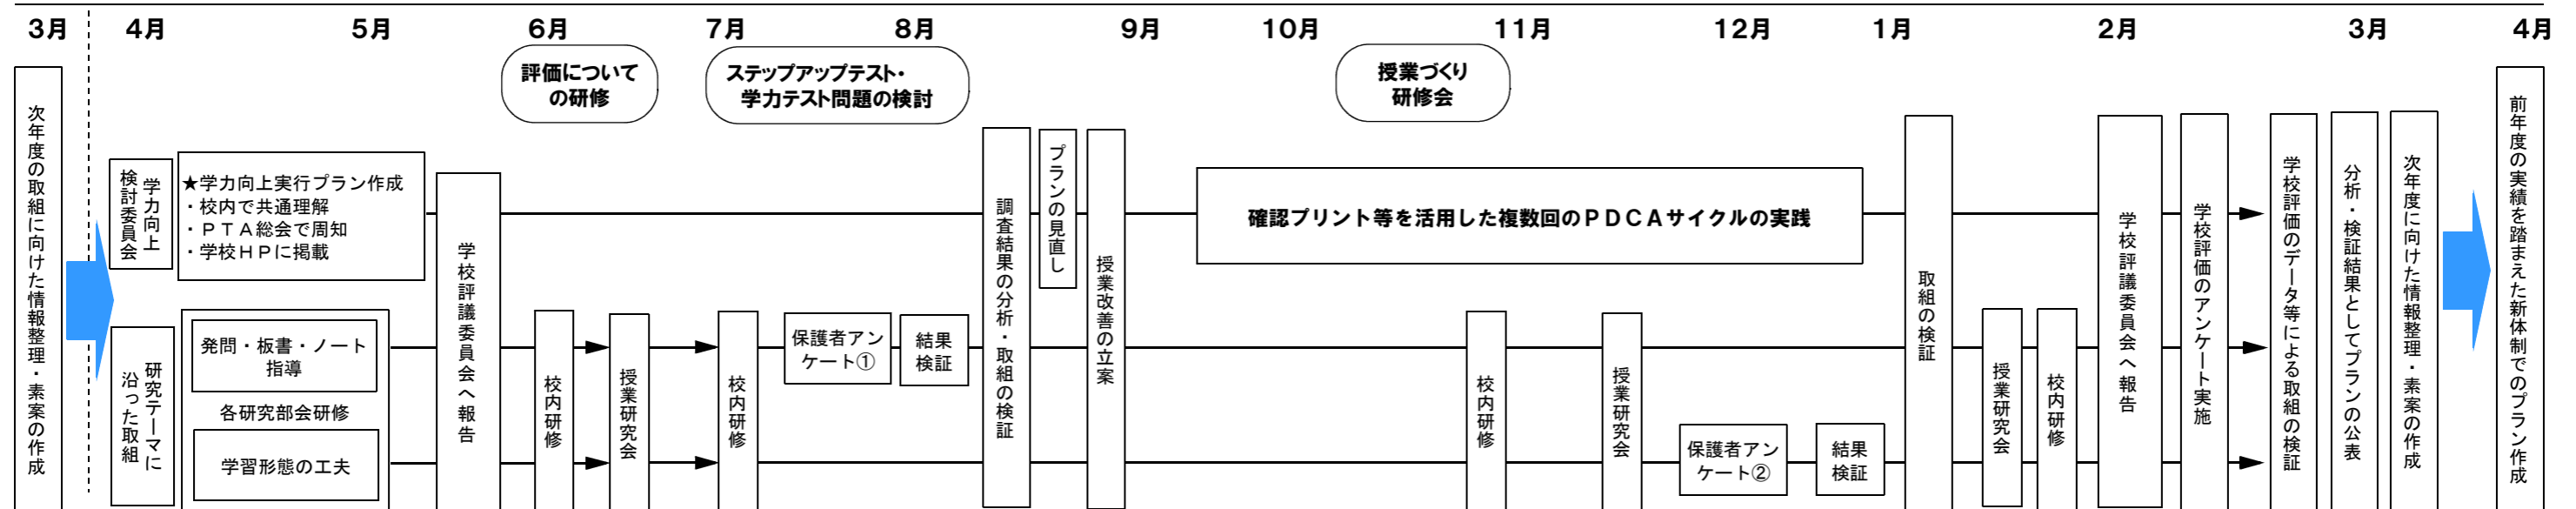 3月
4月
5月
6月
7月
8月
9月
10月
11月
12月
1月
2月
3月
4月
評価について
の研修
ステップアップテスト・
学力テスト問題の検討
授業づくり
研修会
次年度の取組に向けた情報整理・素案の作成
学力向上
検討委員会
★学力向上実行プラン作成
・校内で共通理解
・ＰＴＡ総会で周知
・学校ＨＰに掲載
研究テーマに
沿った取組
発問・板書・ノート
指導
各研究部会研修
学習形態の工夫
学校評議委員会へ報告
校内研修
授業研究会
校内研修
保護者アン
ケート①
結果
検証
調査結果の分析・取組の検証
プランの見直し
授業改善の立案
確認プリント等を活用した複数回のＰＤＣＡサイクルの実践
校内研修
授業研究会
保護者アン
ケート②
結果
検証
取組の検証
授業研究会
校内研修
学校評議委員会へ報告
学校評価のアンケート実施
学校評価のデータ等による取組の検証
分析・検証結果としてプランの公表
次年度に向けた情報整理・素案の作成
前年度の実績を踏まえた新体制でのプラン作成